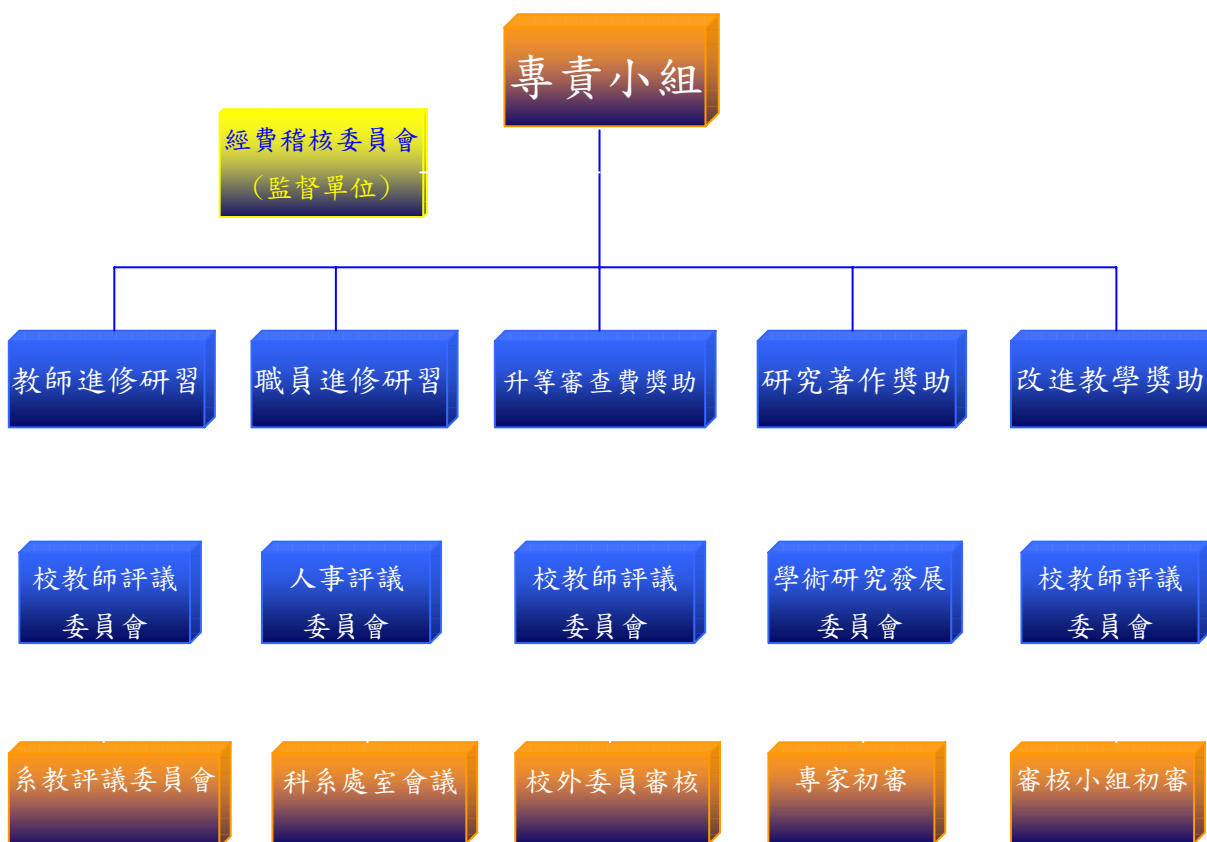 專責小組
經費稽核委員會
（監督單位）
教師進修研習
職員進修研習
升等審查費獎助
研究著作獎助
改進教學獎助
校教師評議
委員會
人事評議
委員會
校教師評議
委員會
學術研究發展
委員會
校教師評議
委員會
系教評議委員會
科系處室會議
校外委員審核
專家初審
審核小組初審